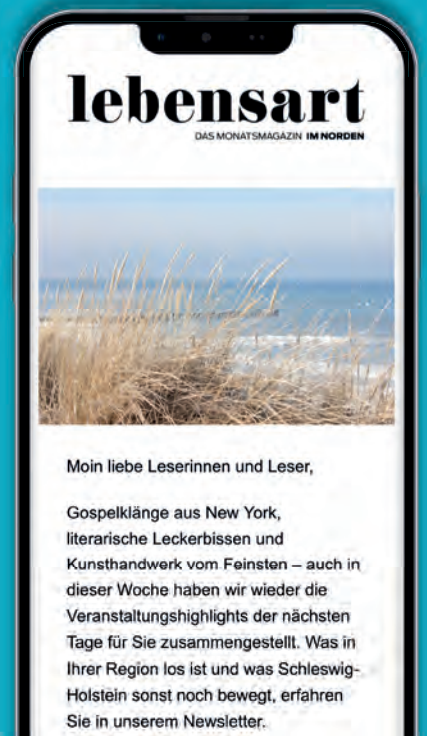 lebensart
DAS MONATSMAGAZIN IM NORDEN
Moin liebe Leserinnen und Leser,
Gospelklänge aus New York,
literarische Leckerbissen und
Kunsthandwerk vom Feinsten – auch in
dieser Woche haben wir wieder die
Veranstaltungshighlights der nächsten
Tage für Sie zusammengestellt. Was in
Ihrer Region los ist und was Schleswig-
Holstein sonst noch bewegt, erfahren
Sie in unserem Newsletter.